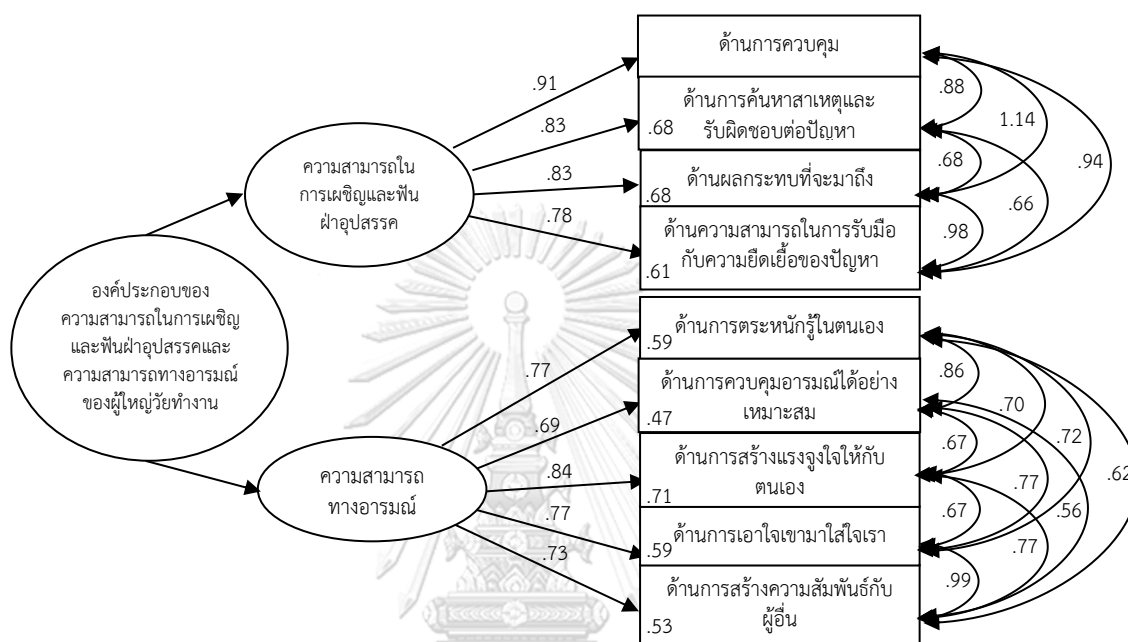 ด้านการควบคุม
.91
.88
ด้านการค้นหาสาเหตุและ
รับผิดชอบต่อปัญหา
.83
.68
1.14
ความสามารถใน
การเผชิญและฟัน
ฝ่าอุปสรรค
.83
ด้านผลกระทบที่จะมาถึง
.68
.68
.94
.78
ด้านความสามารถในการรับมือ
กับความยืดเยื้อของปัญหา
.61
.66
.98
องค์ประกอบของ
ความสามารถในการเผชิญ
และฟันฝ่าอุปสรรคและ
ความสามารถทางอารมณ์
ของผู้ใหญ่วัยทำงาน
ด้านการตระหนักรู้ในตนเอง
.59
.77
.86
ด้านการควบคุมอารมณ์ได้อย่าง
เหมาะสม
.47
.69
.70
.67
.72
.62
ความสามารถ
ทางอารมณ์
.84
ด้านการสร้างแรงจูงใจให้กับ
ตนเอง
.71
.77
.67
.56
.77
ด้านการเอาใจเขามาใส่ใจเรา
.59
.77
.73
.99
ด้านการสร้างความสัมพันธ์กับ
ผู้อื่น
.53